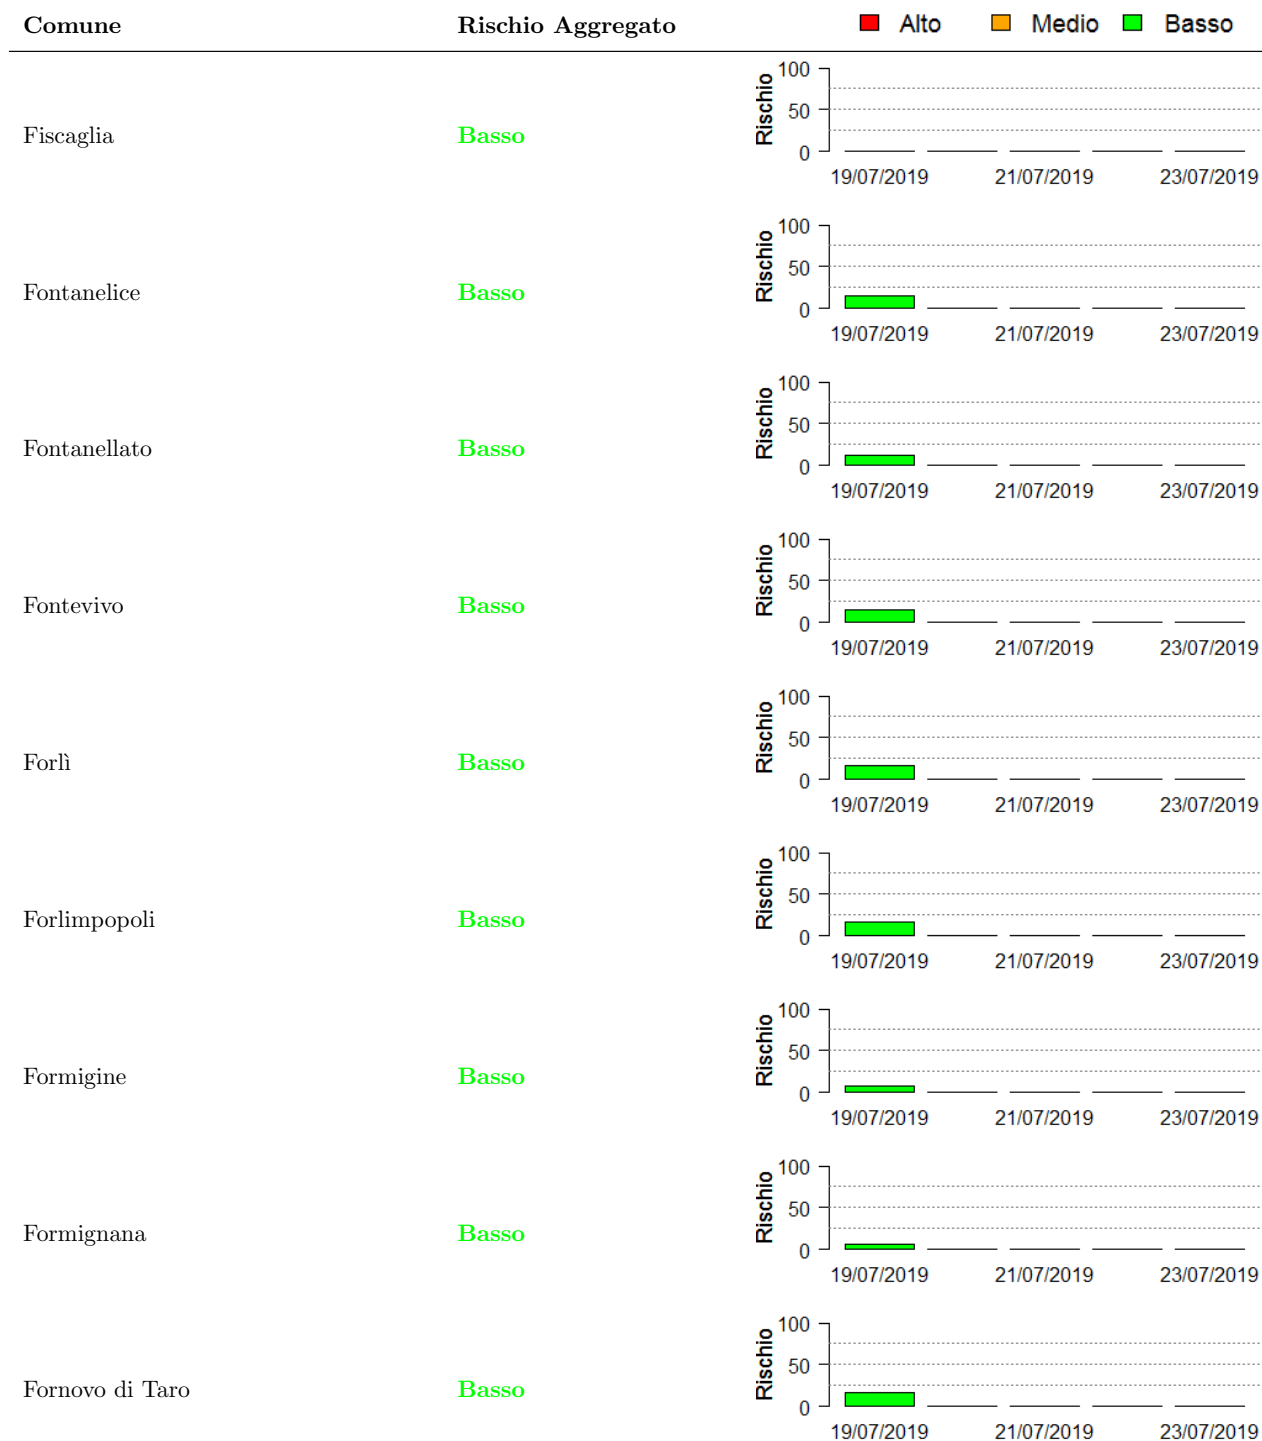 Comune Rischio Aggregato Alto Medio Basso
100
50
0
Rischio
Fiscaglia Basso
19/07/2019 21/07/2019 23/07/2019
100
50
0
Rischio
Fontanelice Basso
19/07/2019 21/07/2019 23/07/2019
100
50
0
Rischio
Fontanellato Basso
19/07/2019 21/07/2019 23/07/2019
100
50
0
Rischio
Fontevivo Basso
19/07/2019 21/07/2019 23/07/2019
100
50
0
Rischio
Forlì Basso
19/07/2019 21/07/2019 23/07/2019
100
50
0
Rischio
Forlimpopoli Basso
19/07/2019 21/07/2019 23/07/2019
100
50
0
Rischio
Formigine Basso
19/07/2019 21/07/2019 23/07/2019
100
50
0
Rischio
Formignana Basso
19/07/2019 21/07/2019 23/07/2019
100
50
0
Rischio
Fornovo di Taro Basso
19/07/2019 21/07/2019 23/07/2019